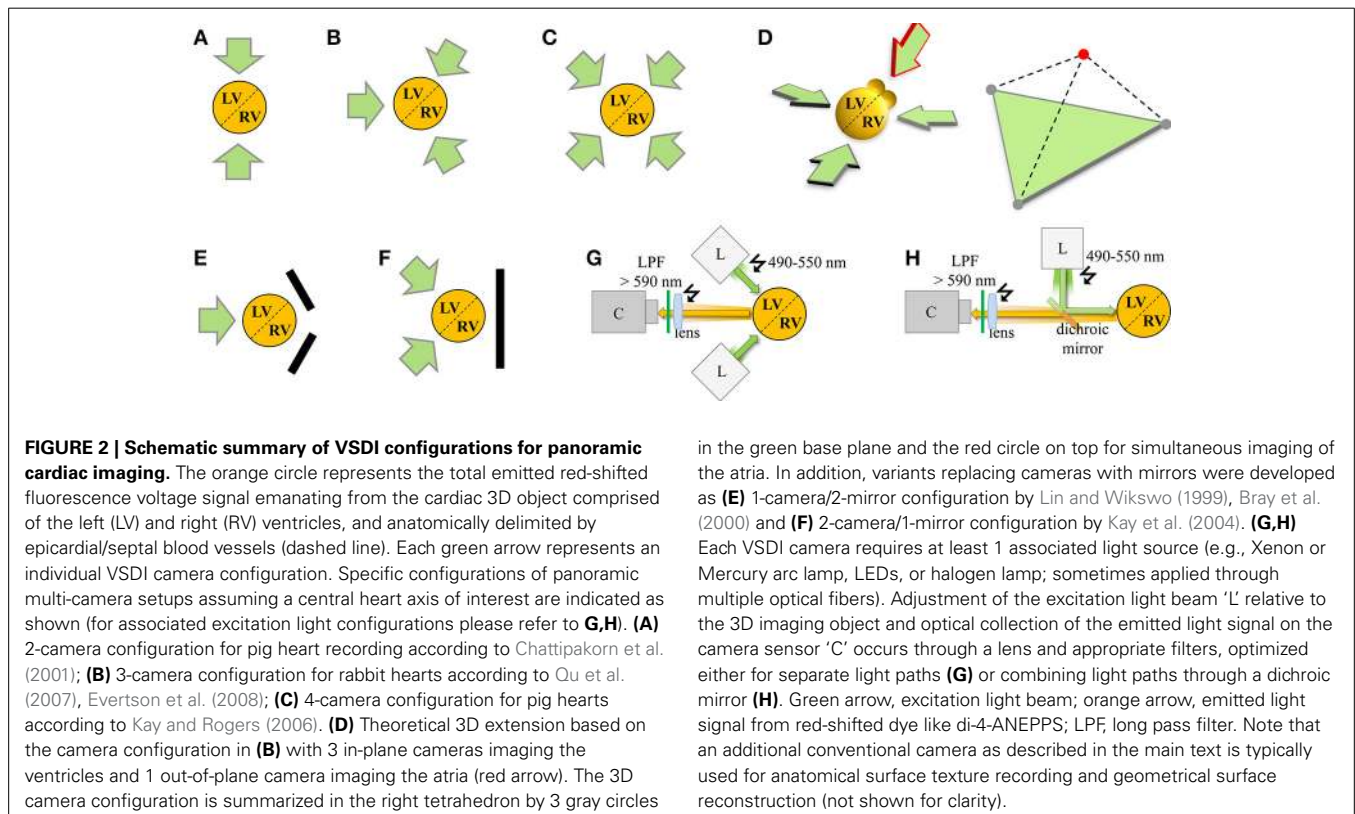 A
B
C
D
LV
RV
LV
RV
LV
RV
LV
RV
E
F
G
H
LV
RV
LV
RV
L
490-550 nm
LPF
> 590 nm
C
lens
LV
RV
L
L
490-550 nm
LPF
> 590 nm
C
lens
dichroic
mirror
LV
RV
FIGURE 2 | Schematic summary of VSDI configurations for panoramic
cardiac imaging. The orange circle represents the total emitted red-shifted
fluorescence voltage signal emanating from the cardiac 3D object comprised
of the left (LV) and right (RV) ventricles, and anatomically delimited by
epicardial/septal blood vessels (dashed line). Each green arrow represents an
individual VSDI camera configuration. Specific configurations of panoramic
multi-camera setups assuming a central heart axis of interest are indicated as
shown (for associated excitation light configurations please refer to G,H). (A)
2-camera configuration for pig heart recording according to Chattipakorn et al.
(2001); (B) 3-camera configuration for rabbit hearts according to Qu et al.
(2007), Evertson et al. (2008); (C) 4-camera configuration for pig hearts
according to Kay and Rogers (2006). (D) Theoretical 3D extension based on
the camera configuration in (B) with 3 in-plane cameras imaging the
ventricles and 1 out-of-plane camera imaging the atria (red arrow). The 3D
camera configuration is summarized in the right tetrahedron by 3 gray circles
in the green base plane and the red circle on top for simultaneous imaging of
the atria. In addition, variants replacing cameras with mirrors were developed
as (E) 1-camera/2-mirror configuration by Lin and Wikswo (1999), Bray et al.
(2000) and (F) 2-camera/1-mirror configuration by Kay et al. (2004). (G,H)
Each VSDI camera requires at least 1 associated light source (e.g., Xenon or
Mercury arc lamp, LEDs, or halogen lamp; sometimes applied through
multiple optical fibers). Adjustment of the excitation light beam 'L' relative to
the 3D imaging object and optical collection of the emitted light signal on the
camera sensor 'C' occurs through a lens and appropriate filters, optimized
either for separate light paths (G) or combining light paths through a dichroic
mirror (H). Green arrow, excitation light beam; orange arrow, emitted light
signal from red-shifted dye like di-4-ANEPPS; LPF, long pass filter. Note that
an additional conventional camera as described in the main text is typically
used for anatomical surface texture recording and geometrical surface
reconstruction (not shown for clarity).